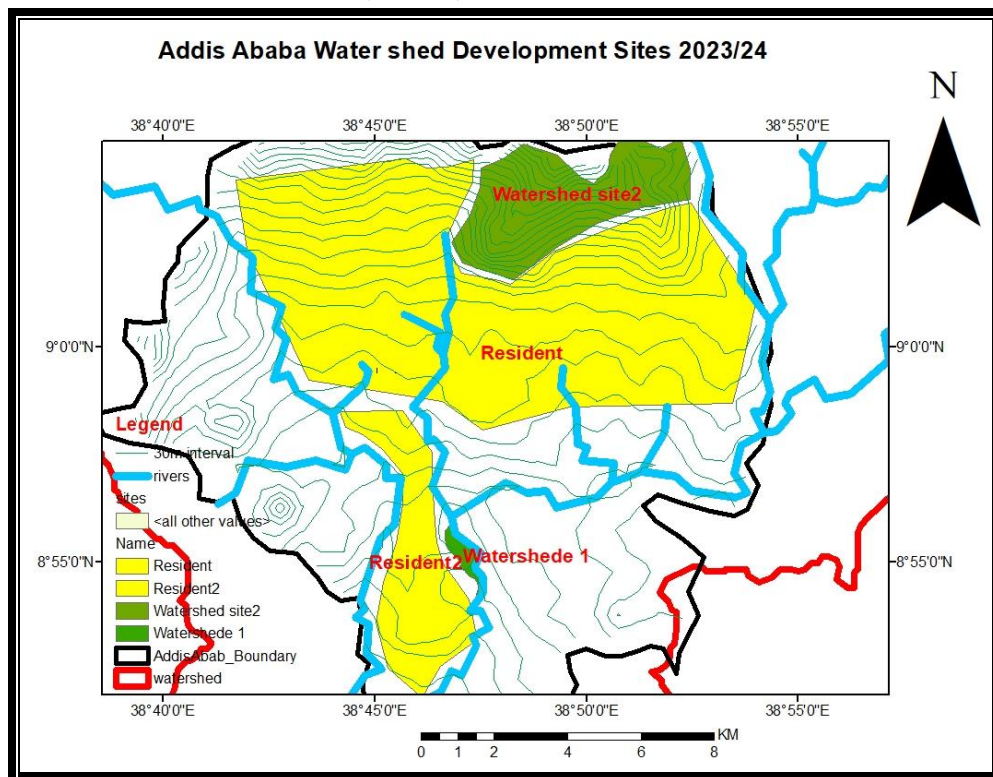 Addis Ababa Water shed Development Sites 2023/24
N
38°40'0"E 38°45'0"E 38°50'0"E 38°55'0"E
Watershed site2
9°0'0"N 9°0'0"N
Resident
Legend
30m interval
rivers
sites
<all other values>
Name
Resident
Resident2
Watershed site2
Watershede 1
AddisAbab_Boundary
watershed
8°55'0"N 8°55'0"N
Resident2 Watershede 1
38°40'0"E 38°45'0"E 38°50'0"E 38°55'0"E
KM
0 1 2 4 6 8